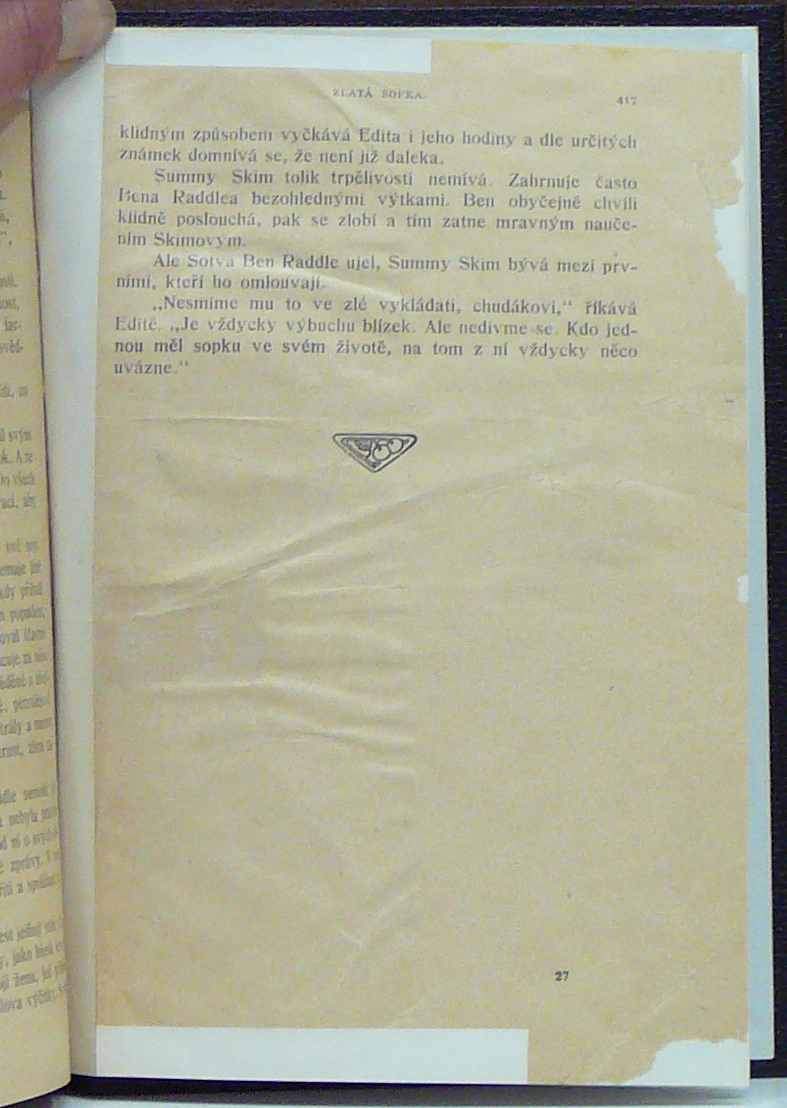 ZLATÁ SOPKA. 417
klidným způsobem vyčkává Edita i jeho hodiny a dle určitých
známek domnívá se, že není již daleka.
Summy Skim tolik trpělivosti nemívá. Zahrnuje často
Bena Raddlea bezohlednými výtkami. Ben obyčejně chvíli
klidně poslouchá, pak se zlobí a tím zatne mravným nauče-
ním Skimovým.
Ale Sotva Ben Raddle ujel, Summy Skim bývá mezi prv-
ními, kteří ho omlouvají.
„Nesmíme mu to ve zlé vykládati, chudákovi,“ říkává
Editě. „Je vždycky výbuchu blízek. Ale nedivme se. Kdo jed-
nou měl sopku ve svém životě, na tom z ní vždycky něco
uvázne.“
27